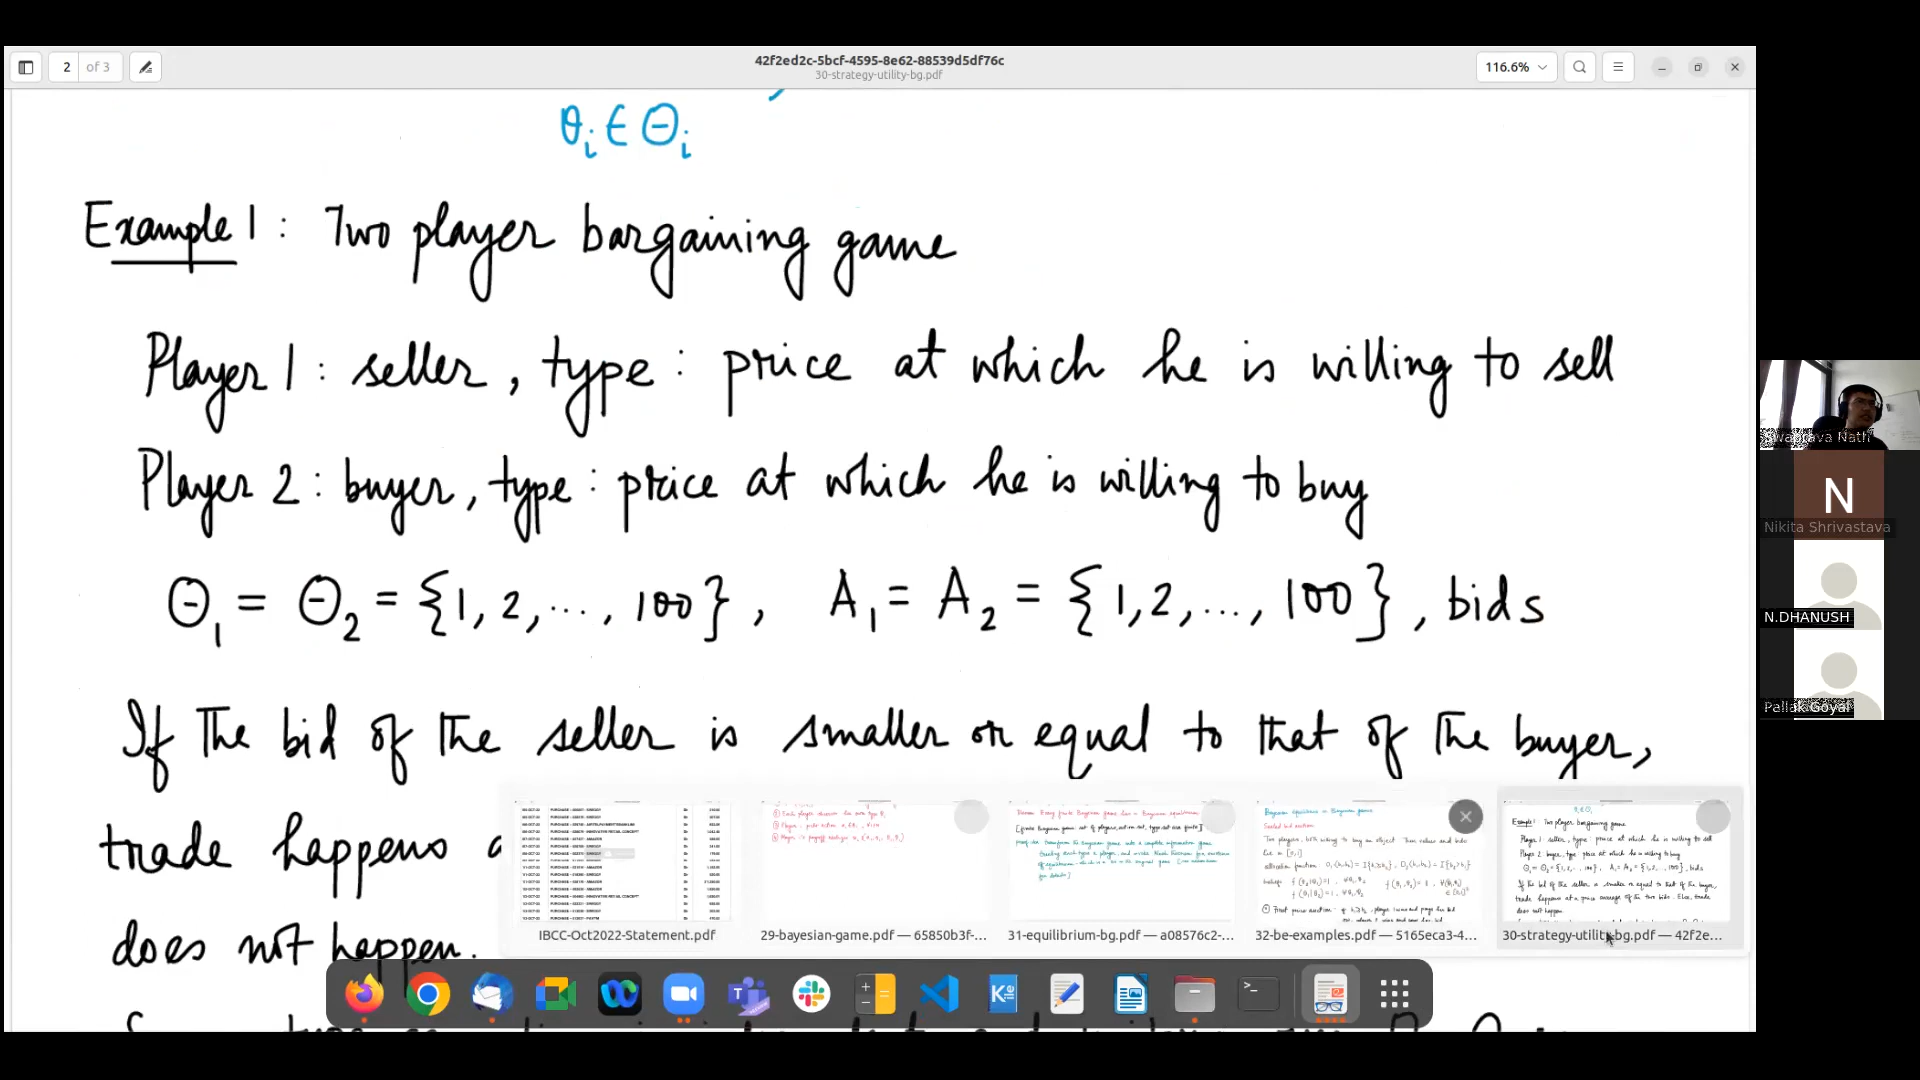 42f2ed2c-5bcf-4595-8e62-88539d5df76c
30-strategy-utility-bg.pdf
2 of 3
116.6%
θi ∈ Θi
Example 1 : Two player bargaining game
Player 1 : seller, type : price at which he is willing to sell
Player 2 : buyer, type : price at which he is willing to buy
Θ1 = Θ2 = {1, 2, ..., 100}, A1 = A2 = {1, 2, ..., 100}, bids
If the bid of the seller is smaller or equal to that of the buyer,
trade happens a
does not happen.
IBCC-Oct2022-Statement.pdf
29-bayesian-game.pdf — 65850b3f-...
31-equilibrium-bg.pdf — a08576c2-...
32-be-examples.pdf — 5165eca3-4...
30-strategy-utility-bg.pdf — 42f2e...
Swaprava Nath
N
Nikita Shrivastava
N.DHANUSH
Pallak Goyal